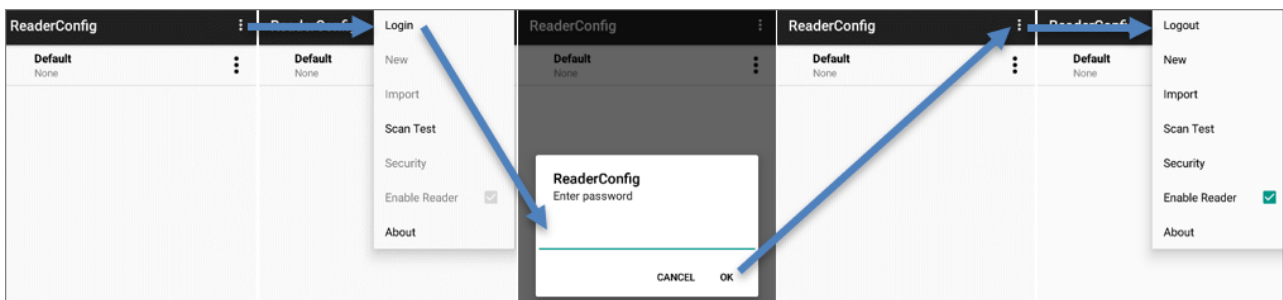 ReaderConfig
Default
None
Default
None
Login
New
Import
Scan Test
Security
Enable Reader
About
ReaderConfig
Default
None
ReaderConfig
Enter password
CANCEL OK
ReaderConfig
Default
None
Default
None
Logout
New
Import
Scan Test
Security
Enable Reader
About